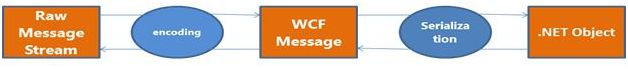 Raw
Message
Stream
encoding
WCF
Message
Serializa
tion
.NET Object